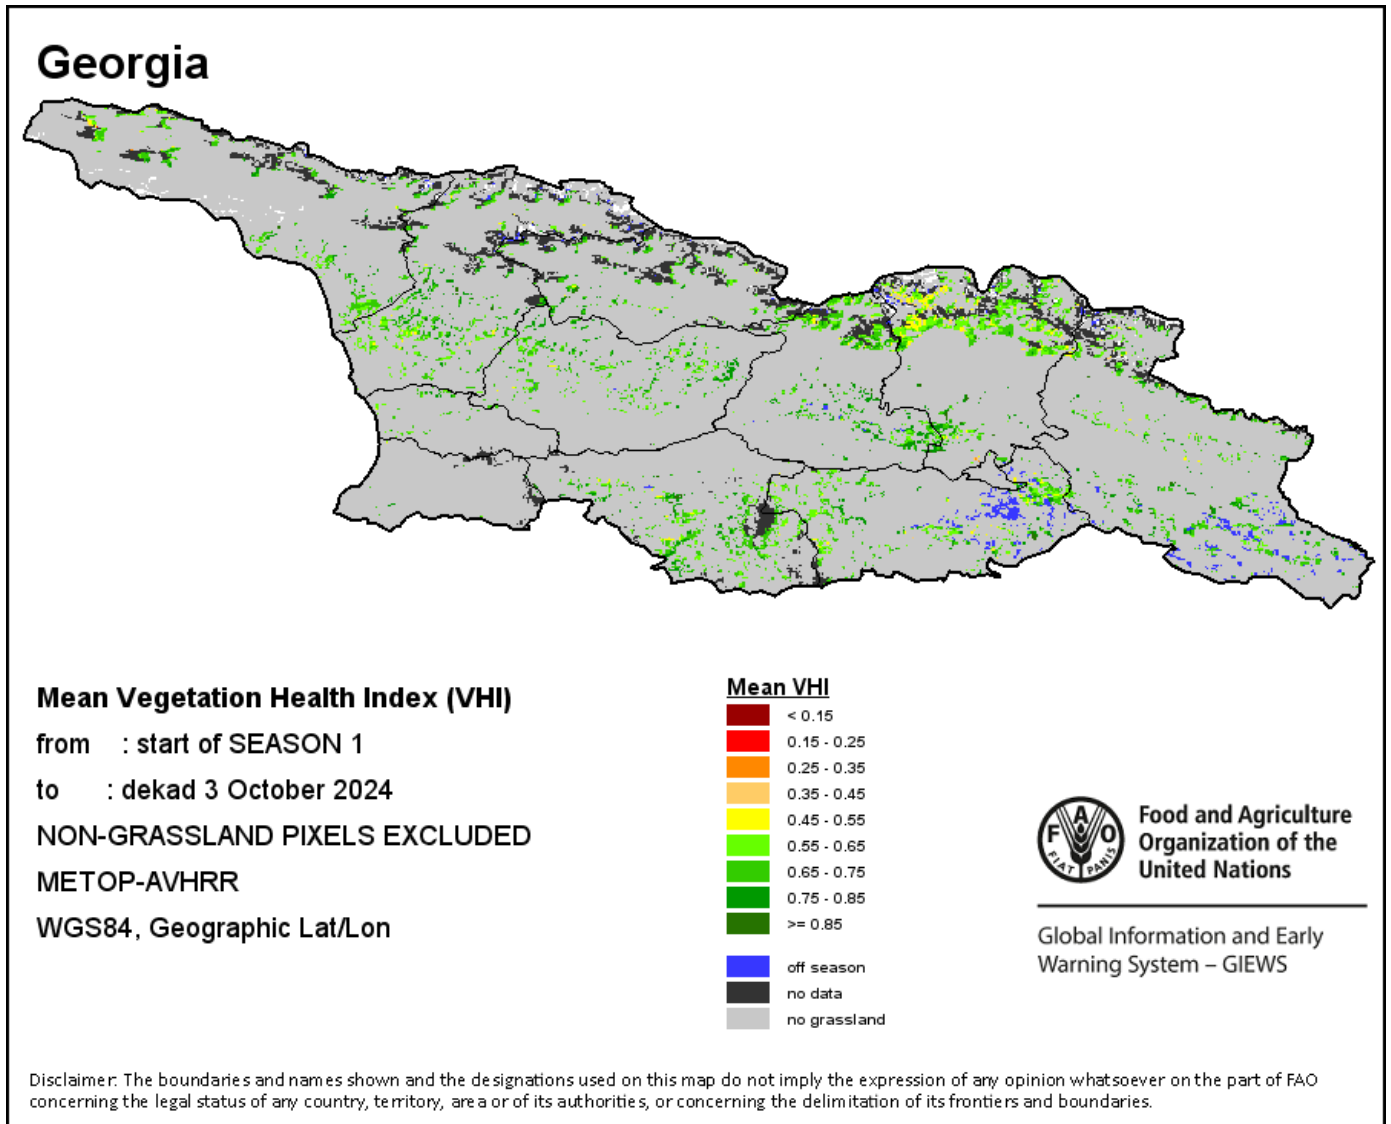 Georgia
Mean Vegetation Health Index (VHI)
from : start of SEASON 1
to : dekad 3 October 2024
NON-GRASSLAND PIXELS EXCLUDED
METOP-AVHRR
WGS84, Geographic Lat/Lon
Mean VHI
< 0.15
0.15 - 0.25
0.25 - 0.35
0.35 - 0.45
0.45 - 0.55
0.55 - 0.65
0.65 - 0.75
0.75 - 0.85
>= 0.85
off season
no data
no grassland
F A O
FIAT PANIS
Food and Agriculture
Organization of the
United Nations
Global Information and Early
Warning System – GIEWS
Disclaimer: The boundaries and names shown and the designations used on this map do not imply the expression of any opinion whatsoever on the part of FAO
concerning the legal status of any country, territory, area or of its authorities, or concerning the delimitation of its frontiers and boundaries.